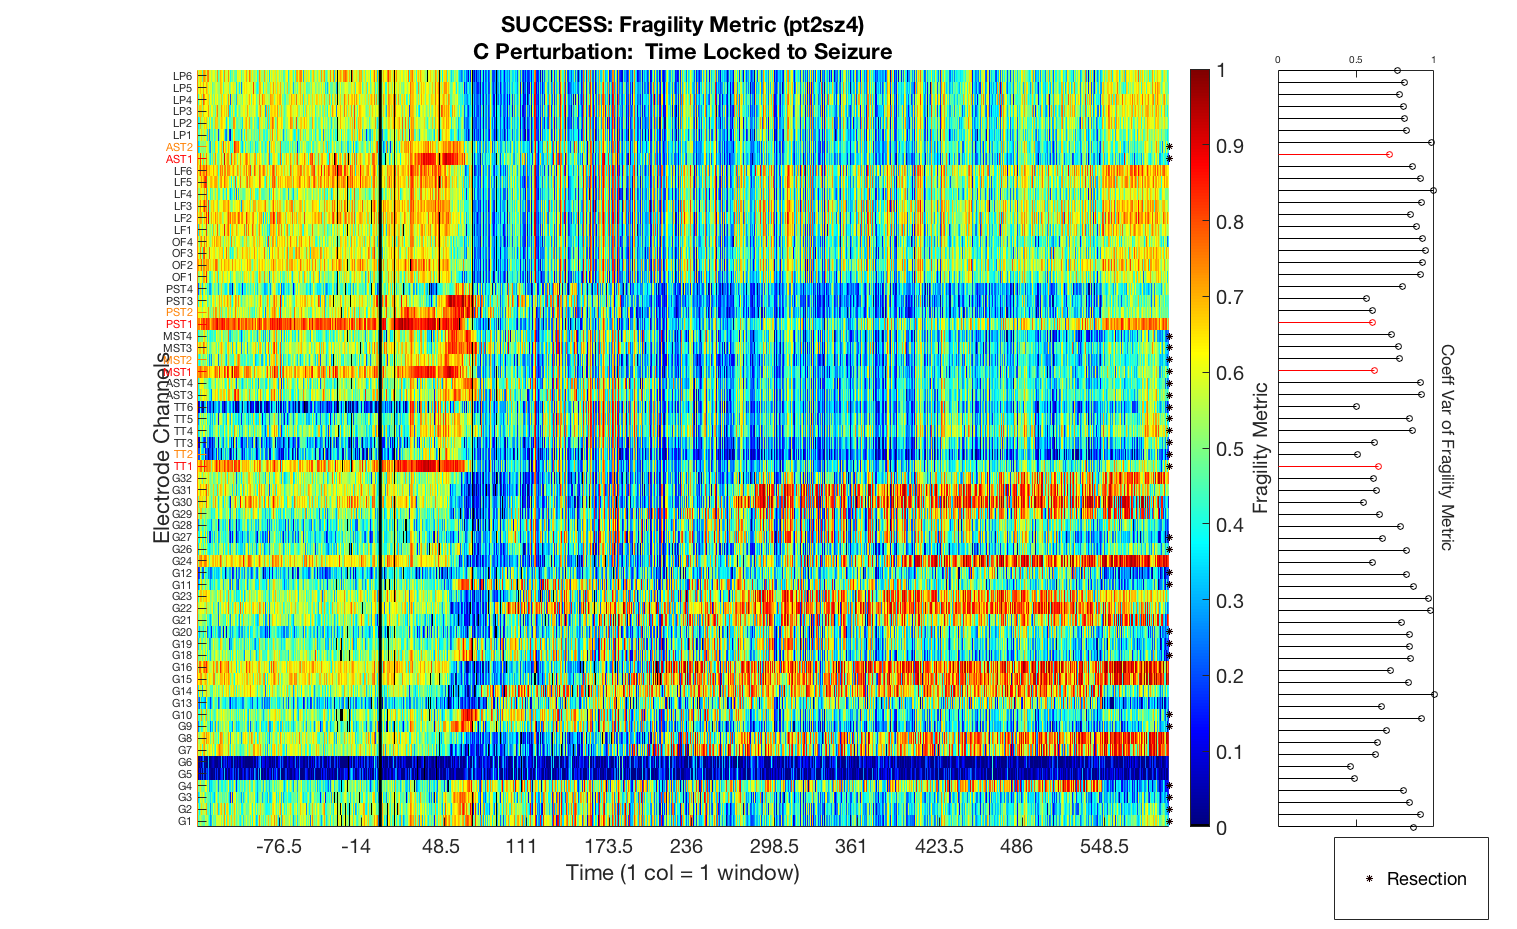 SUCCESS: Fragility Metric (pt2sz4)
C Perturbation: Time Locked to Seizure
Electrode Channels
LP6
LP5
LP4
LP3
LP2
LP1
AST2
AST1
LF6
LF5
LF4
LF3
LF2
LF1
OF4
OF3
OF2
OF1
PST4
PST3
PST2
PST1
MST4
MST3
MST2
MST1
AST4
AST3
TT6
TT5
TT4
TT3
TT2
TT1
G32
G31
G30
G29
G28
G27
G26
G24
G12
G11
G23
G22
G21
G20
G19
G18
G16
G15
G14
G13
G10
G9
G8
G7
G6
G5
G4
G3
G2
G1
-76.5 -14 48.5 111 173.5 236 298.5 361 423.5 486 548.5
Time (1 col = 1 window)
1
0.9
0.8
0.7
0.6
0.5
0.4
0.3
0.2
0.1
0
Fragility Metric
0 0.5 1
Coeff Var of Fragility Metric
* Resection